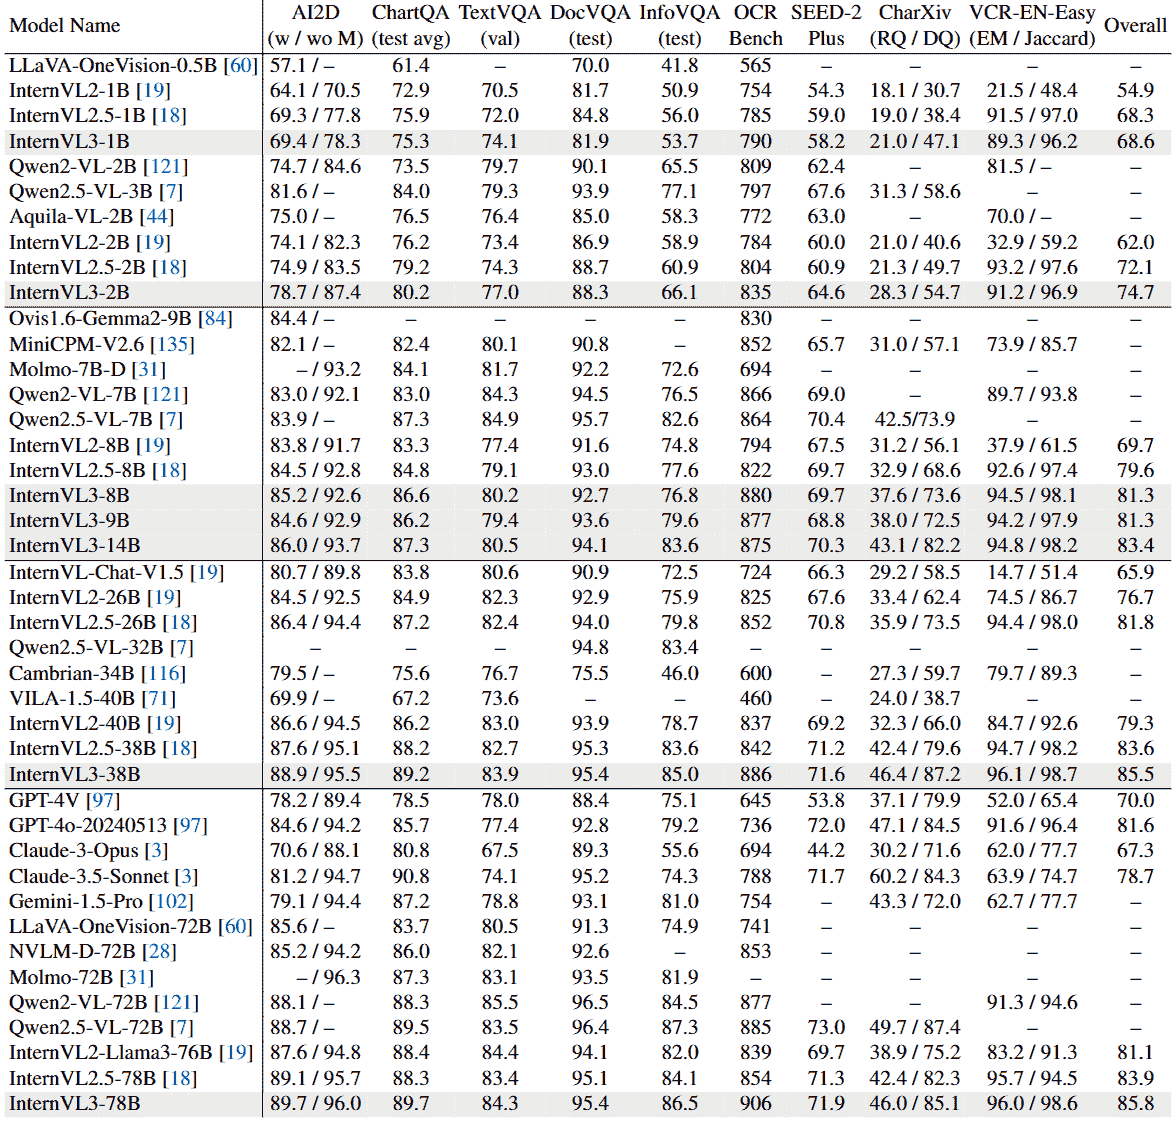 Model Name AI2D ChartQA TextVQA DocVQA InfoVQA OCR SEED-2 CharXiv VCR-EN-Easy Overall
(w / wo M) (test avg) (val) (test) (test) Bench Plus (RQ / DQ) (EM / Jaccard)
LLaVA-OneVision-0.5B [60] 57.1 / – 61.4 – 70.0 41.8 565 – – – –
InternVL2-1B [19] 64.1 / 70.5 72.9 70.5 81.7 50.9 754 54.3 18.1 / 30.7 21.5 / 48.4 54.9
InternVL2.5-1B [18] 69.3 / 77.8 75.9 72.0 84.8 56.0 785 59.0 19.0 / 38.4 91.5 / 97.0 68.3
InternVL3-1B 69.4 / 78.3 75.3 74.1 81.9 53.7 790 58.2 21.0 / 47.1 89.3 / 96.2 68.6
Qwen2-VL-2B [121] 74.7 / 84.6 73.5 79.7 90.1 65.5 809 62.4 – 81.5 / – –
Qwen2.5-VL-3B [7] 81.6 / – 84.0 79.3 93.9 77.1 797 67.6 31.3 / 58.6 – –
Aquila-VL-2B [44] 75.0 / – 76.5 76.4 85.0 58.3 772 63.0 – 70.0 / – –
InternVL2-2B [19] 74.1 / 82.3 76.2 73.4 86.9 58.9 784 60.0 21.0 / 40.6 32.9 / 59.2 62.0
InternVL2.5-2B [18] 74.9 / 83.5 79.2 74.3 88.7 60.9 804 60.9 21.3 / 49.7 93.2 / 97.6 72.1
InternVL3-2B 78.7 / 87.4 80.2 77.0 88.3 66.1 835 64.6 28.3 / 54.7 91.2 / 96.9 74.7
Ovis1.6-Gemma2-9B [84] 84.4 / – – – – – 830 – – – –
MiniCPM-V2.6 [135] 82.1 / – 82.4 80.1 90.8 – 852 65.7 31.0 / 57.1 73.9 / 85.7 –
Molmo-7B-D [31] – / 93.2 84.1 81.7 92.2 72.6 694 – – – –
Qwen2-VL-7B [121] 83.0 / 92.1 83.0 84.3 94.5 76.5 866 69.0 – 89.7 / 93.8 –
Qwen2.5-VL-7B [7] 83.9 / – 87.3 84.9 95.7 82.6 864 70.4 42.5/73.9 – –
InternVL2-8B [19] 83.8 / 91.7 83.3 77.4 91.6 74.8 794 67.5 31.2 / 56.1 37.9 / 61.5 69.7
InternVL2.5-8B [18] 84.5 / 92.8 84.8 79.1 93.0 77.6 822 69.7 32.9 / 68.6 92.6 / 97.4 79.6
InternVL3-8B 85.2 / 92.6 86.6 80.2 92.7 76.8 880 69.7 37.6 / 73.6 94.5 / 98.1 81.3
InternVL3-9B 84.6 / 92.9 86.2 79.4 93.6 79.6 877 68.8 38.0 / 72.5 94.2 / 97.9 81.3
InternVL3-14B 86.0 / 93.7 87.3 80.5 94.1 83.6 875 70.3 43.1 / 82.2 94.8 / 98.2 83.4
InternVL-Chat-V1.5 [19] 80.7 / 89.8 83.8 80.6 90.9 72.5 724 66.3 29.2 / 58.5 14.7 / 51.4 65.9
InternVL2-26B [19] 84.5 / 92.5 84.9 82.3 92.9 75.9 825 67.6 33.4 / 62.4 74.5 / 86.7 76.7
InternVL2.5-26B [18] 86.4 / 94.4 87.2 82.4 94.0 79.8 852 70.8 35.9 / 73.5 94.4 / 98.0 81.8
Qwen2.5-VL-32B [7] – – – 94.8 83.4 – – – – –
Cambrian-34B [116] 79.5 / – 75.6 76.7 75.5 46.0 600 – 27.3 / 59.7 79.7 / 89.3 –
VILA-1.5-40B [71] 69.9 / – 67.2 73.6 – – 460 – 24.0 / 38.7 – –
InternVL2-40B [19] 86.6 / 94.5 86.2 83.0 93.9 78.7 837 69.2 32.3 / 66.0 84.7 / 92.6 79.3
InternVL2.5-38B [18] 87.6 / 95.1 88.2 82.7 95.3 83.6 842 71.2 42.4 / 79.6 94.7 / 98.2 83.6
InternVL3-38B 88.9 / 95.5 89.2 83.9 95.4 85.0 886 71.6 46.4 / 87.2 96.1 / 98.7 85.5
GPT-4V [97] 78.2 / 89.4 78.5 78.0 88.4 75.1 645 53.8 37.1 / 79.9 52.0 / 65.4 70.0
GPT-4o-20240513 [97] 84.6 / 94.2 85.7 77.4 92.8 79.2 736 72.0 47.1 / 84.5 91.6 / 96.4 81.6
Claude-3-Opus [3] 70.6 / 88.1 80.8 67.5 89.3 55.6 694 44.2 30.2 / 71.6 62.0 / 77.7 67.3
Claude-3.5-Sonnet [3] 81.2 / 94.7 90.8 74.1 95.2 74.3 788 71.7 60.2 / 84.3 63.9 / 74.7 78.7
Gemini-1.5-Pro [102] 79.1 / 94.4 87.2 78.8 93.1 81.0 754 – 43.3 / 72.0 62.7 / 77.7 –
LLaVA-OneVision-72B [60] 85.6 / – 83.7 80.5 91.3 74.9 741 – – – –
NVLM-D-72B [28] 85.2 / 94.2 86.0 82.1 92.6 – 853 – – – –
Molmo-72B [31] – / 96.3 87.3 83.1 93.5 81.9 – – – – –
Qwen2-VL-72B [121] 88.1 / – 88.3 85.5 96.5 84.5 877 – – 91.3 / 94.6 –
Qwen2.5-VL-72B [7] 88.7 / – 89.5 83.5 96.4 87.3 885 73.0 49.7 / 87.4 – –
InternVL2-Llama3-76B [19] 87.6 / 94.8 88.4 84.4 94.1 82.0 839 69.7 38.9 / 75.2 83.2 / 91.3 81.1
InternVL2.5-78B [18] 89.1 / 95.7 88.3 83.4 95.1 84.1 854 71.3 42.4 / 82.3 95.7 / 94.5 83.9
InternVL3-78B 89.7 / 96.0 89.7 84.3 95.4 86.5 906 71.9 46.0 / 85.1 96.0 / 98.6 85.8